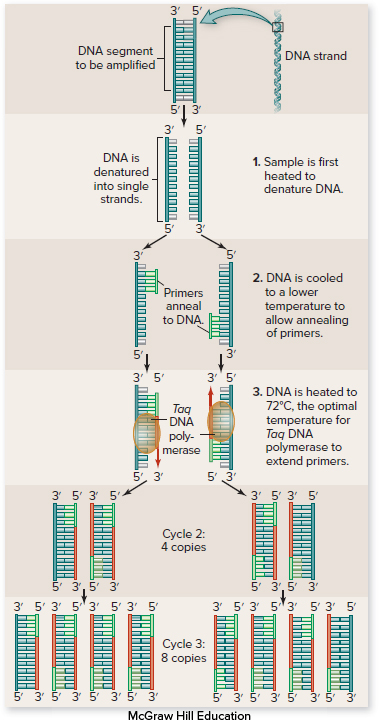 3′ 5′
DNA segment
to be amplified
DNA strand
5′ 3′
3′ 5′
DNA is
denatured
into single
strands.
1. Sample is first
heated to
denature DNA.
5′ 3′
3′ 5′
Primers
anneal
to DNA.
2. DNA is cooled
to a lower
temperature to
allow annealing
of primers.
5′ 3′
3′ 5′ 3′ 5′
Taq
DNA
poly-
merase
3. DNA is heated to
72°C, the optimal
temperature for
Taq DNA
polymerase to
extend primers.
5′ 3′ 5′ 3′
3′ 5′ 3′ 5′ 3′ 5′ 3′ 5′
Cycle 2:
4 copies
5′ 3′ 5′ 3′ 5′ 3′ 5′ 3′
3′ 5′ 3′ 5′ 3′ 5′ 3′ 5′ 3′ 5′ 3′ 5′ 3′ 5′ 3′ 5′
Cycle 3:
8 copies
5′ 3′ 5′ 3′ 5′ 3′ 5′ 3′ 5′ 3′ 5′ 3′ 5′ 3′ 5′ 3′
McGraw Hill Education